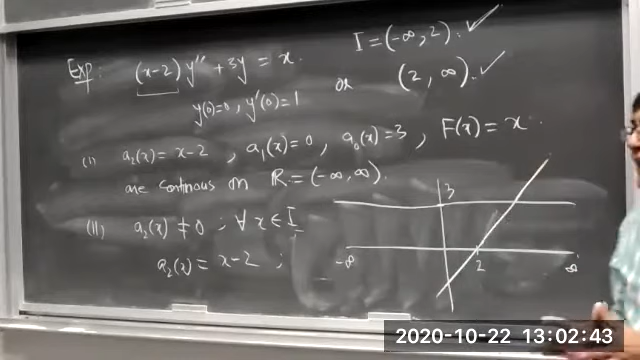 Exp: (x-2) y'' + 3y = x. I = (-∞, 2). ✓
y(0)=0, y'(0)=1 or (2, ∞). ✓
(I) a₂(x) = x-2, a₁(x)=0, a₀(x)=3, F(x) = x.
are continous on ℝ = (-∞, ∞).
(II) a₂(x) ≠ 0 ; ∀ x ∈ I
a₂(x) = x-2 ;
3
-∞ 2 ∞
2020-10-22 13:02:43